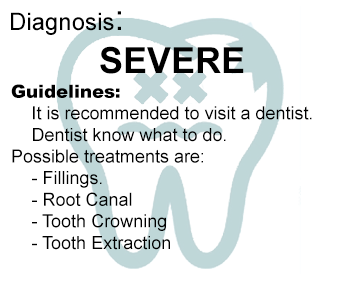 Diagnosis:
SEVERE
Guidelines:
It is recommended to visit a dentist.
Dentist know what to do.
Possible treatments are:
- Fillings.
- Root Canal
- Tooth Crowning
- Tooth Extraction